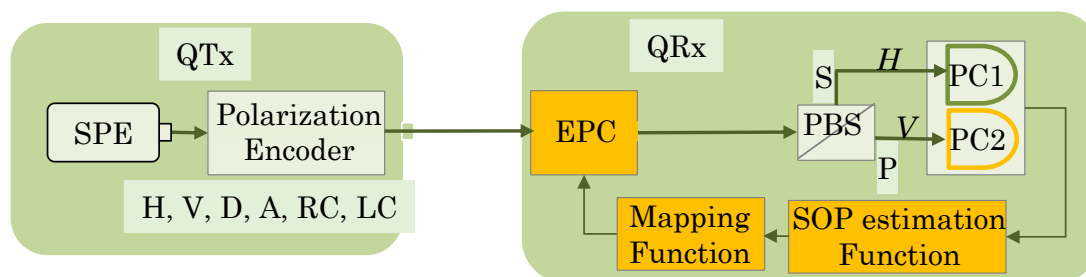 QTx
SPE
Polarization
Encoder
H, V, D, A, RC, LC
QRx
EPC
PBS
S
H
V
P
PC1
PC2
Mapping
Function
SOP estimation
Function